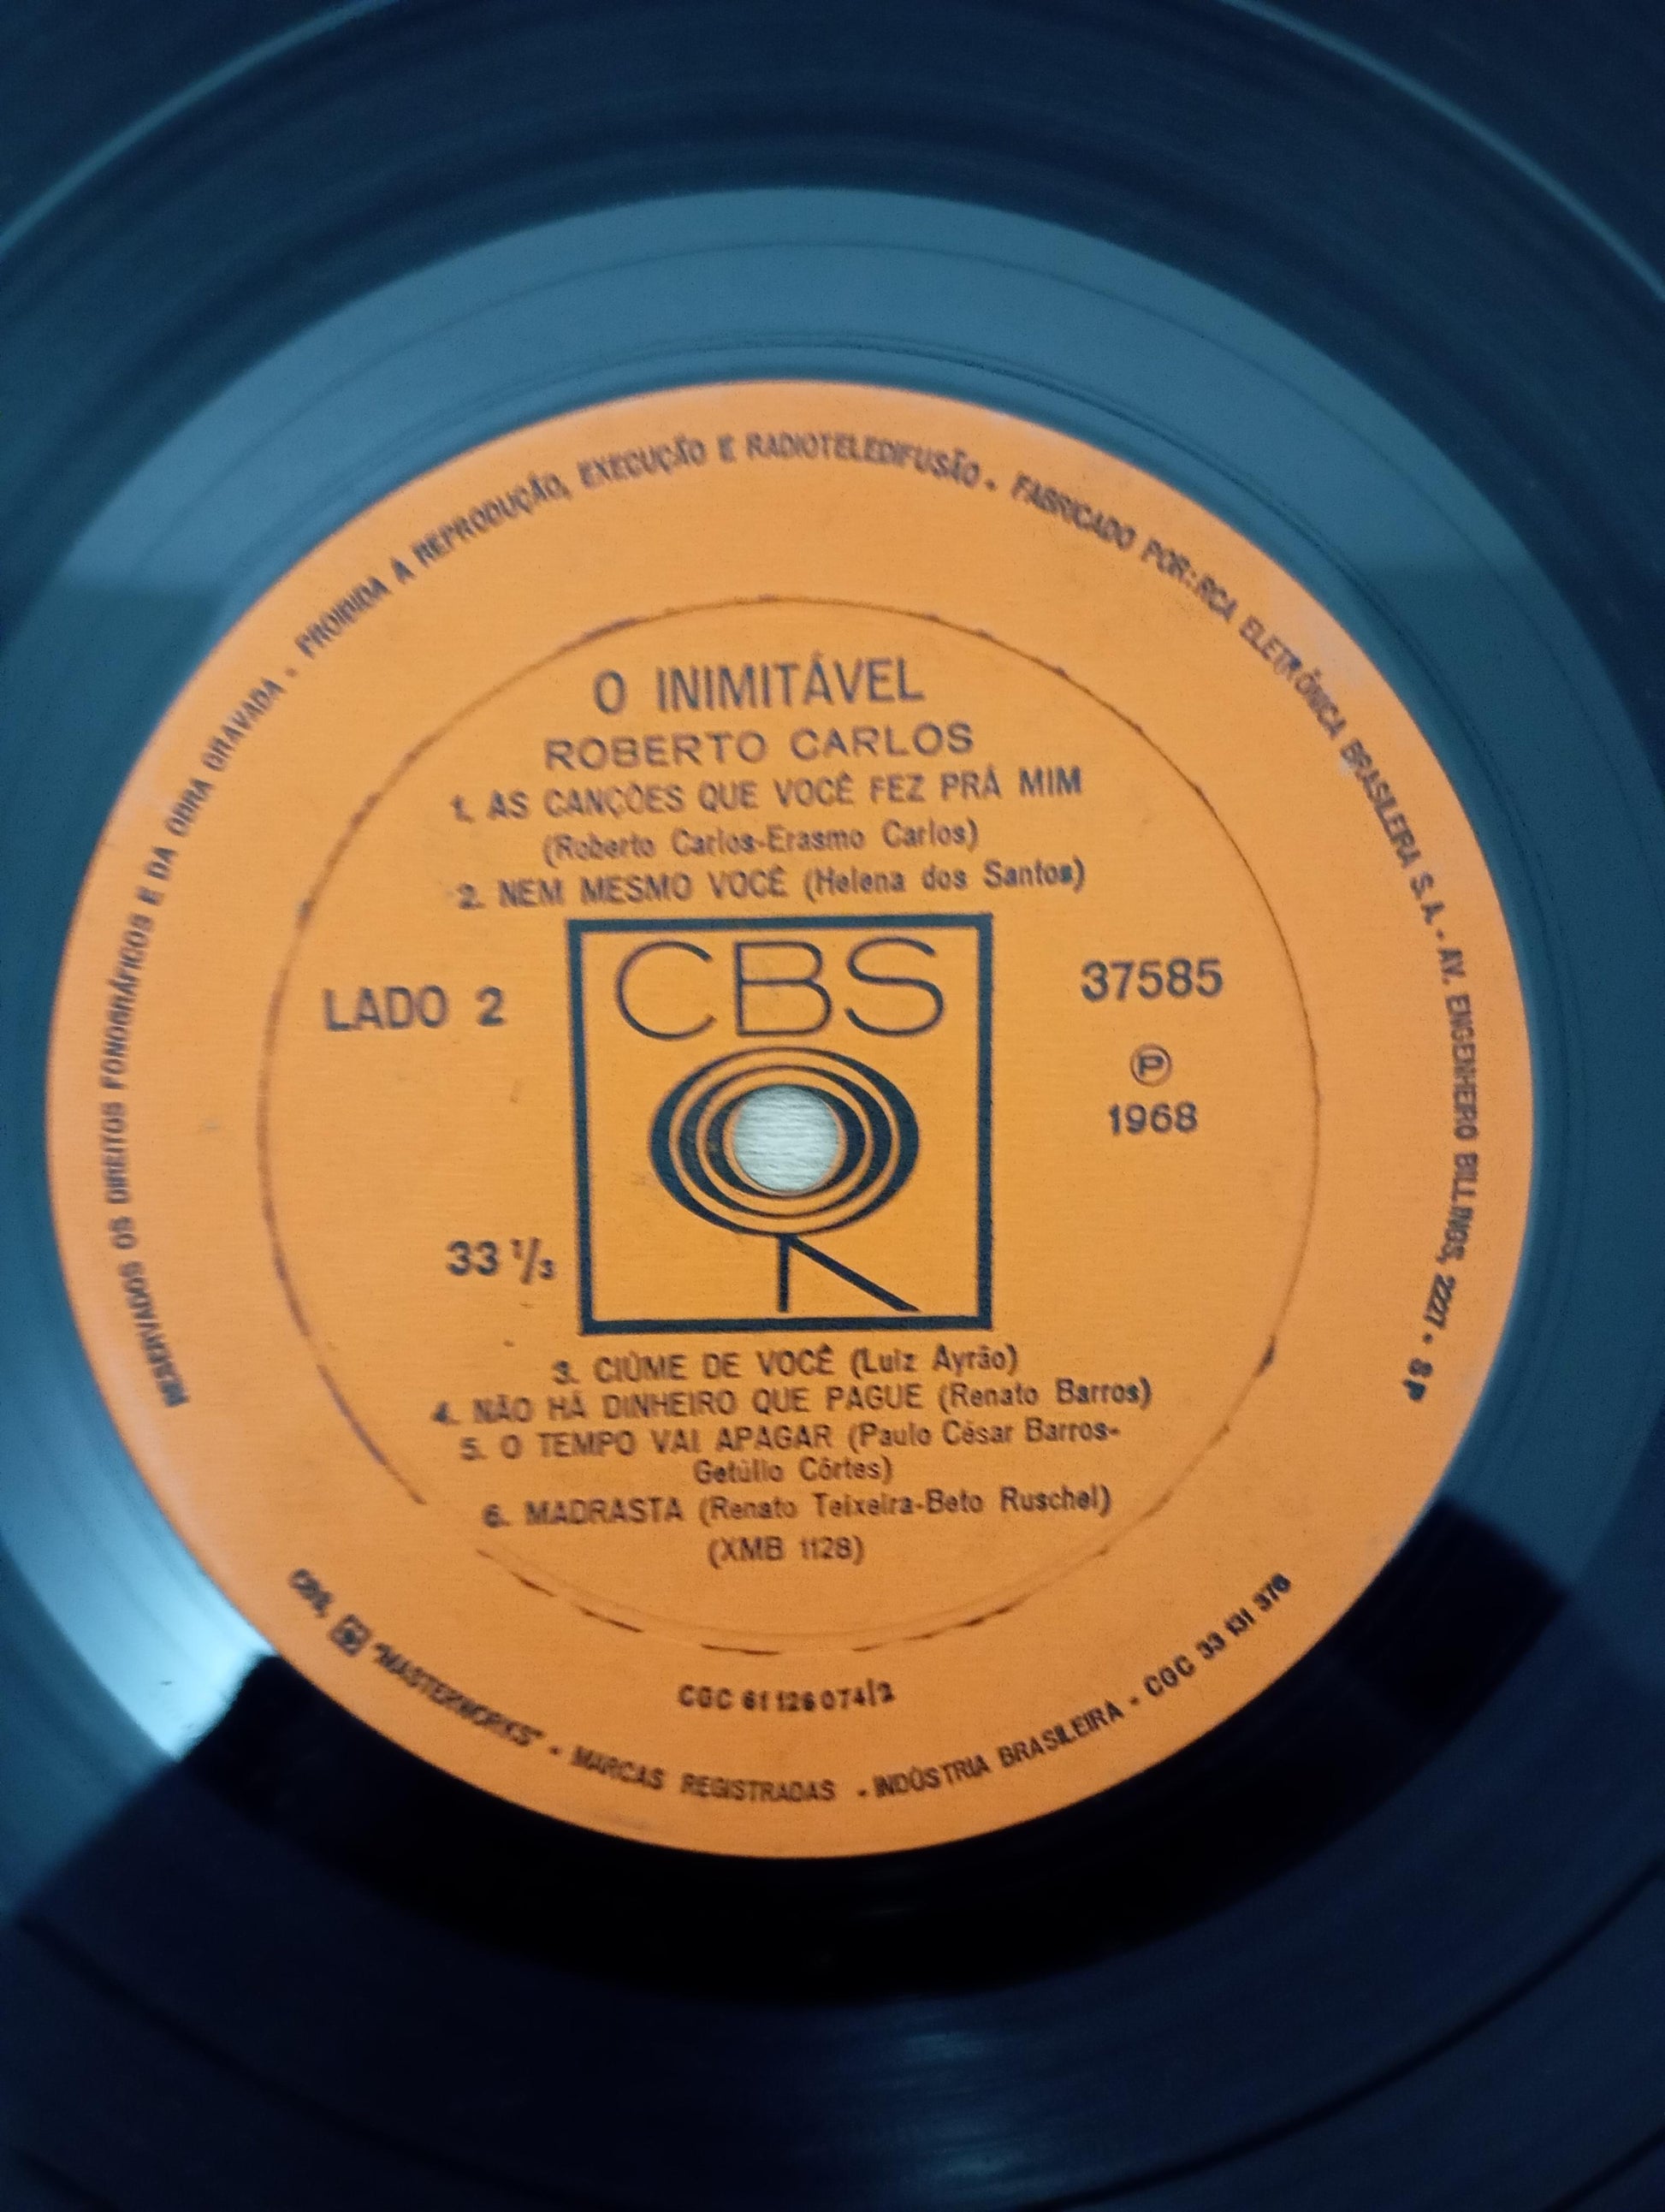 RESERVADOS OS DIREITOS FONOGRÁFICOS E DA OBRA GRAVADA - PROIBIDA A REPRODUÇÃO, EXECUÇÃO E RADIOTELEDIFUSÃO - FABRICADO POR: RCA ELETRÔNICA BRASILEIRA S.A. - AV. ENGENHEIRO BILLINGS, 2227 - SP
O INIMITÁVEL
ROBERTO CARLOS
1. AS CANÇÕES QUE VOCÊ FEZ PRÁ MIM
(Roberto Carlos-Erasmo Carlos)
2. NEM MESMO VOCÊ (Helena dos Santos)
CBS
LADO 2
37585
Ⓟ
1968
33 1/3
3. CIÚME DE VOCÊ (Luiz Ayrão)
4. NÃO HÁ DINHEIRO QUE PAGUE (Renato Barros)
5. O TEMPO VAI APAGAR (Paulo César Barros-
Getúlio Côrtes)
6. MADRASTA (Renato Teixeira-Beto Ruschel)
(XMB 1128)
CGC 61 126 074/2
CBS, "MASTERWORKS" - MARCAS REGISTRADAS - INDÚSTRIA BRASILEIRA - CGC 33 131 376